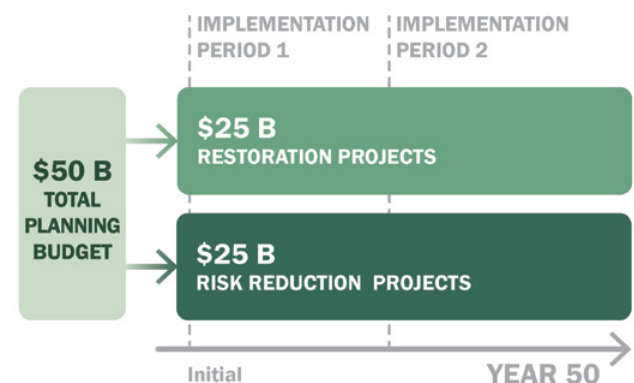 IMPLEMENTATION
PERIOD 1
IMPLEMENTATION
PERIOD 2
$50 B
TOTAL
PLANNING
BUDGET
$25 B
RESTORATION PROJECTS
$25 B
RISK REDUCTION PROJECTS
Initial
YEAR 50